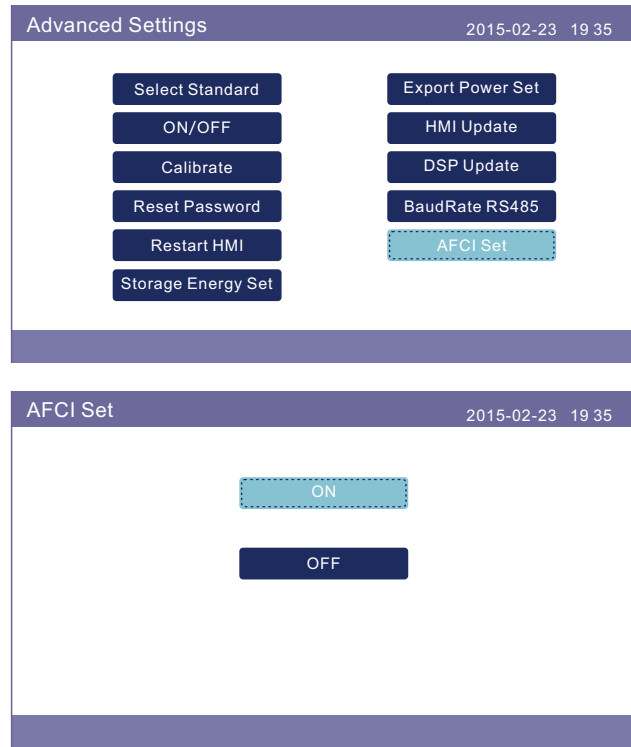 Advanced Settings 2015-02-23 19 35
Select Standard Export Power Set
ON/OFF HMI Update
Calibrate DSP Update
Reset Password BaudRate RS485
Restart HMI AFCI Set
Storage Energy Set
AFCI Set 2015-02-23 19 35
ON
OFF